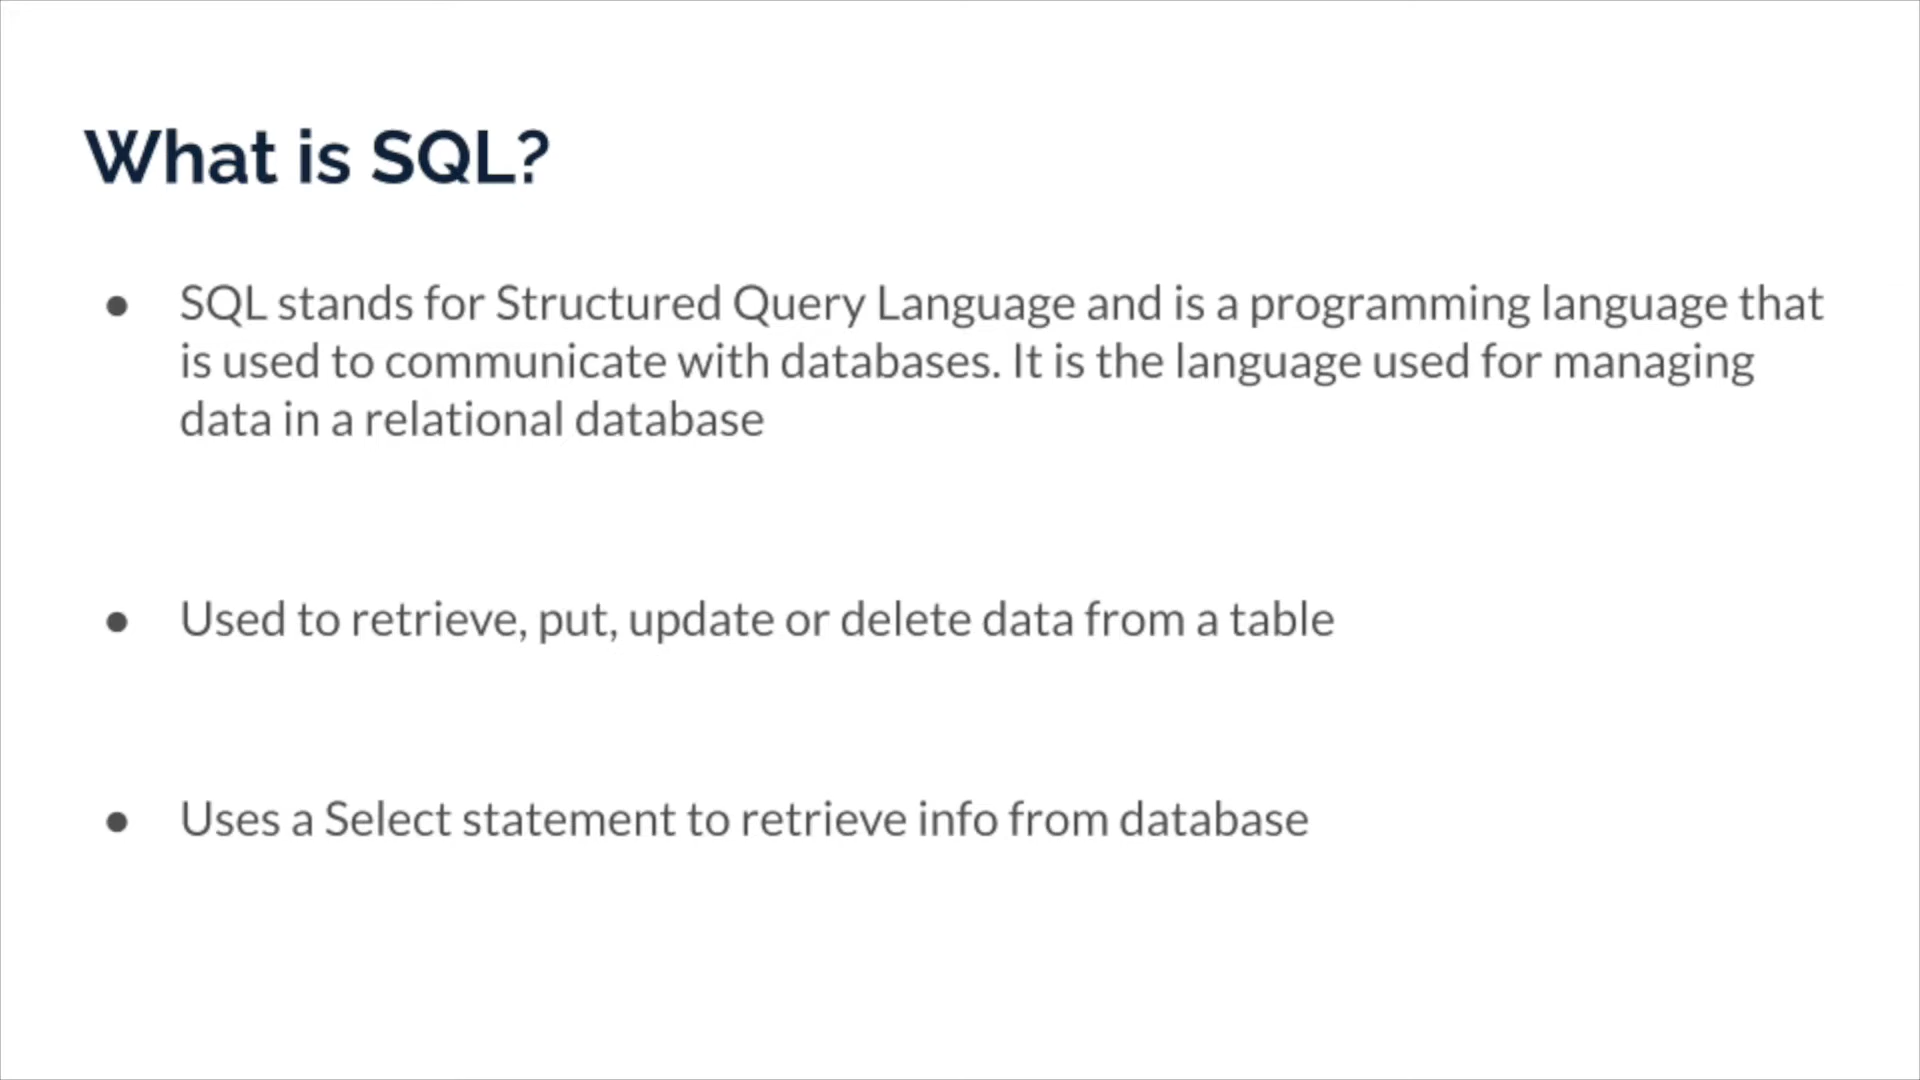 What is SQL?
● SQL stands for Structured Query Language and is a programming language that
is used to communicate with databases. It is the language used for managing
data in a relational database
● Used to retrieve, put, update or delete data from a table
● Uses a Select statement to retrieve info from database